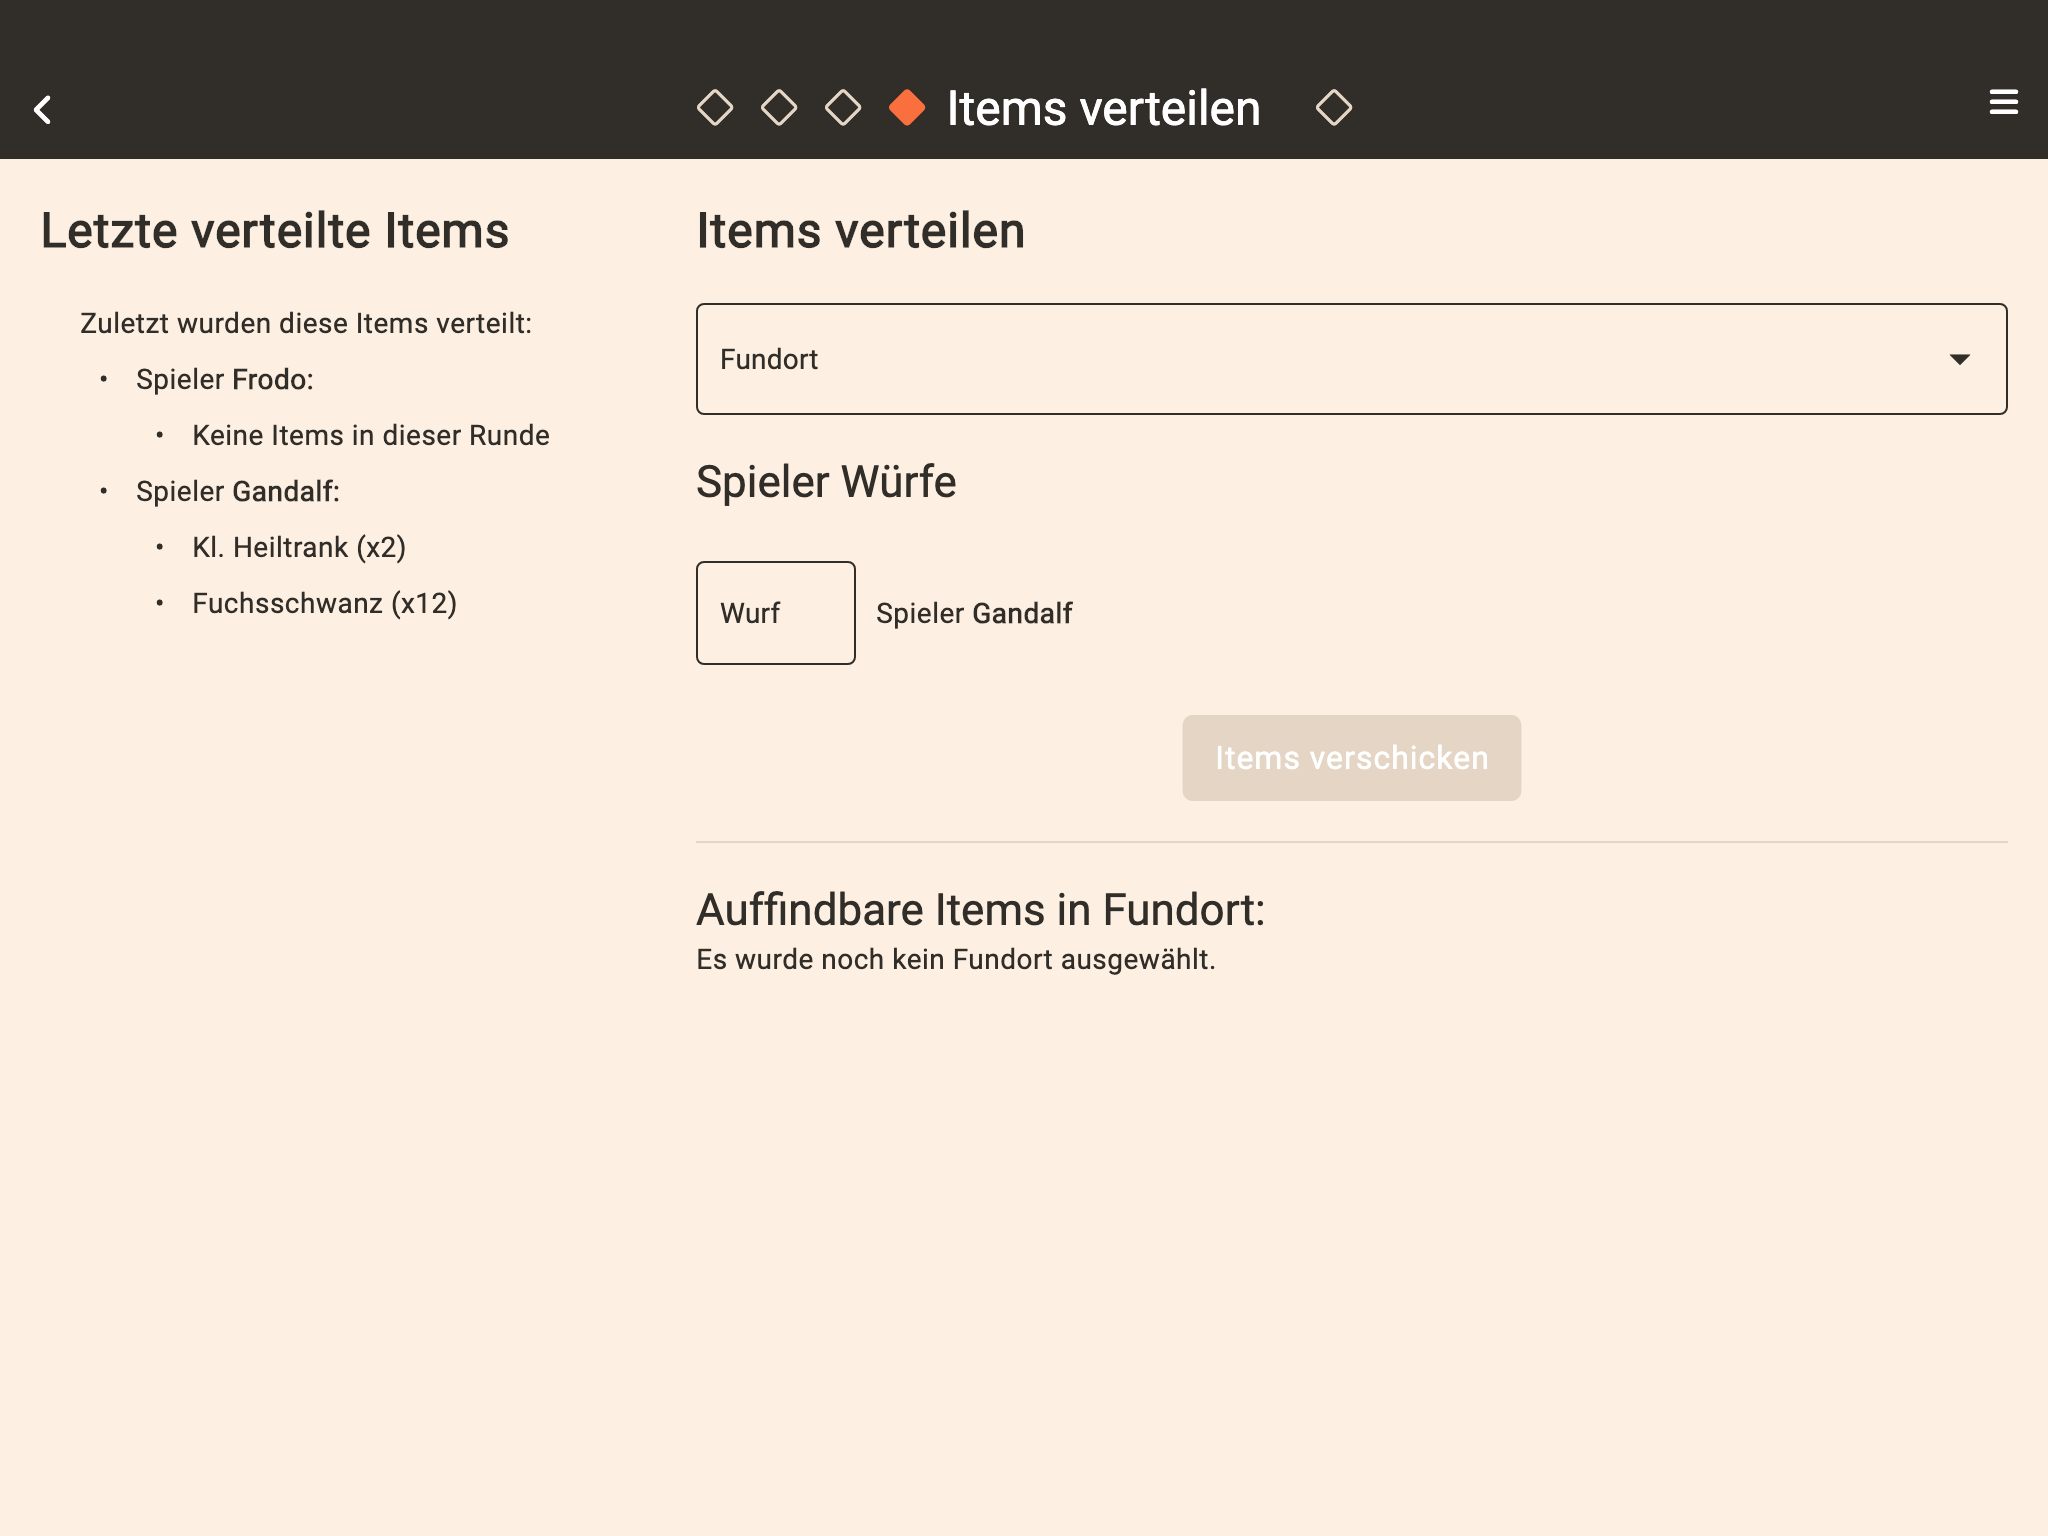 Items verteilen
Letzte verteilte Items
Zuletzt wurden diese Items verteilt:
• Spieler Frodo:
• Keine Items in dieser Runde
• Spieler Gandalf:
• Kl. Heiltrank (x2)
• Fuchsschwanz (x12)
Items verteilen
Fundort
Spieler Würfe
Wurf Spieler Gandalf
Items verschicken
Auffindbare Items in Fundort:
Es wurde noch kein Fundort ausgewählt.